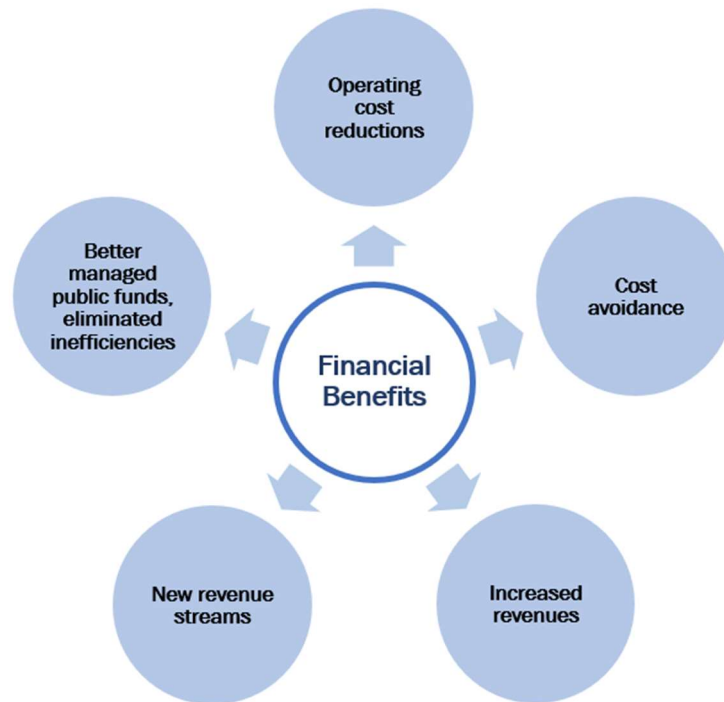 Operating
cost
reductions
Better
managed
public funds,
eliminated
inefficiencies
Cost
avoidance
Financial
Benefits
New revenue
streams
Increased
revenues